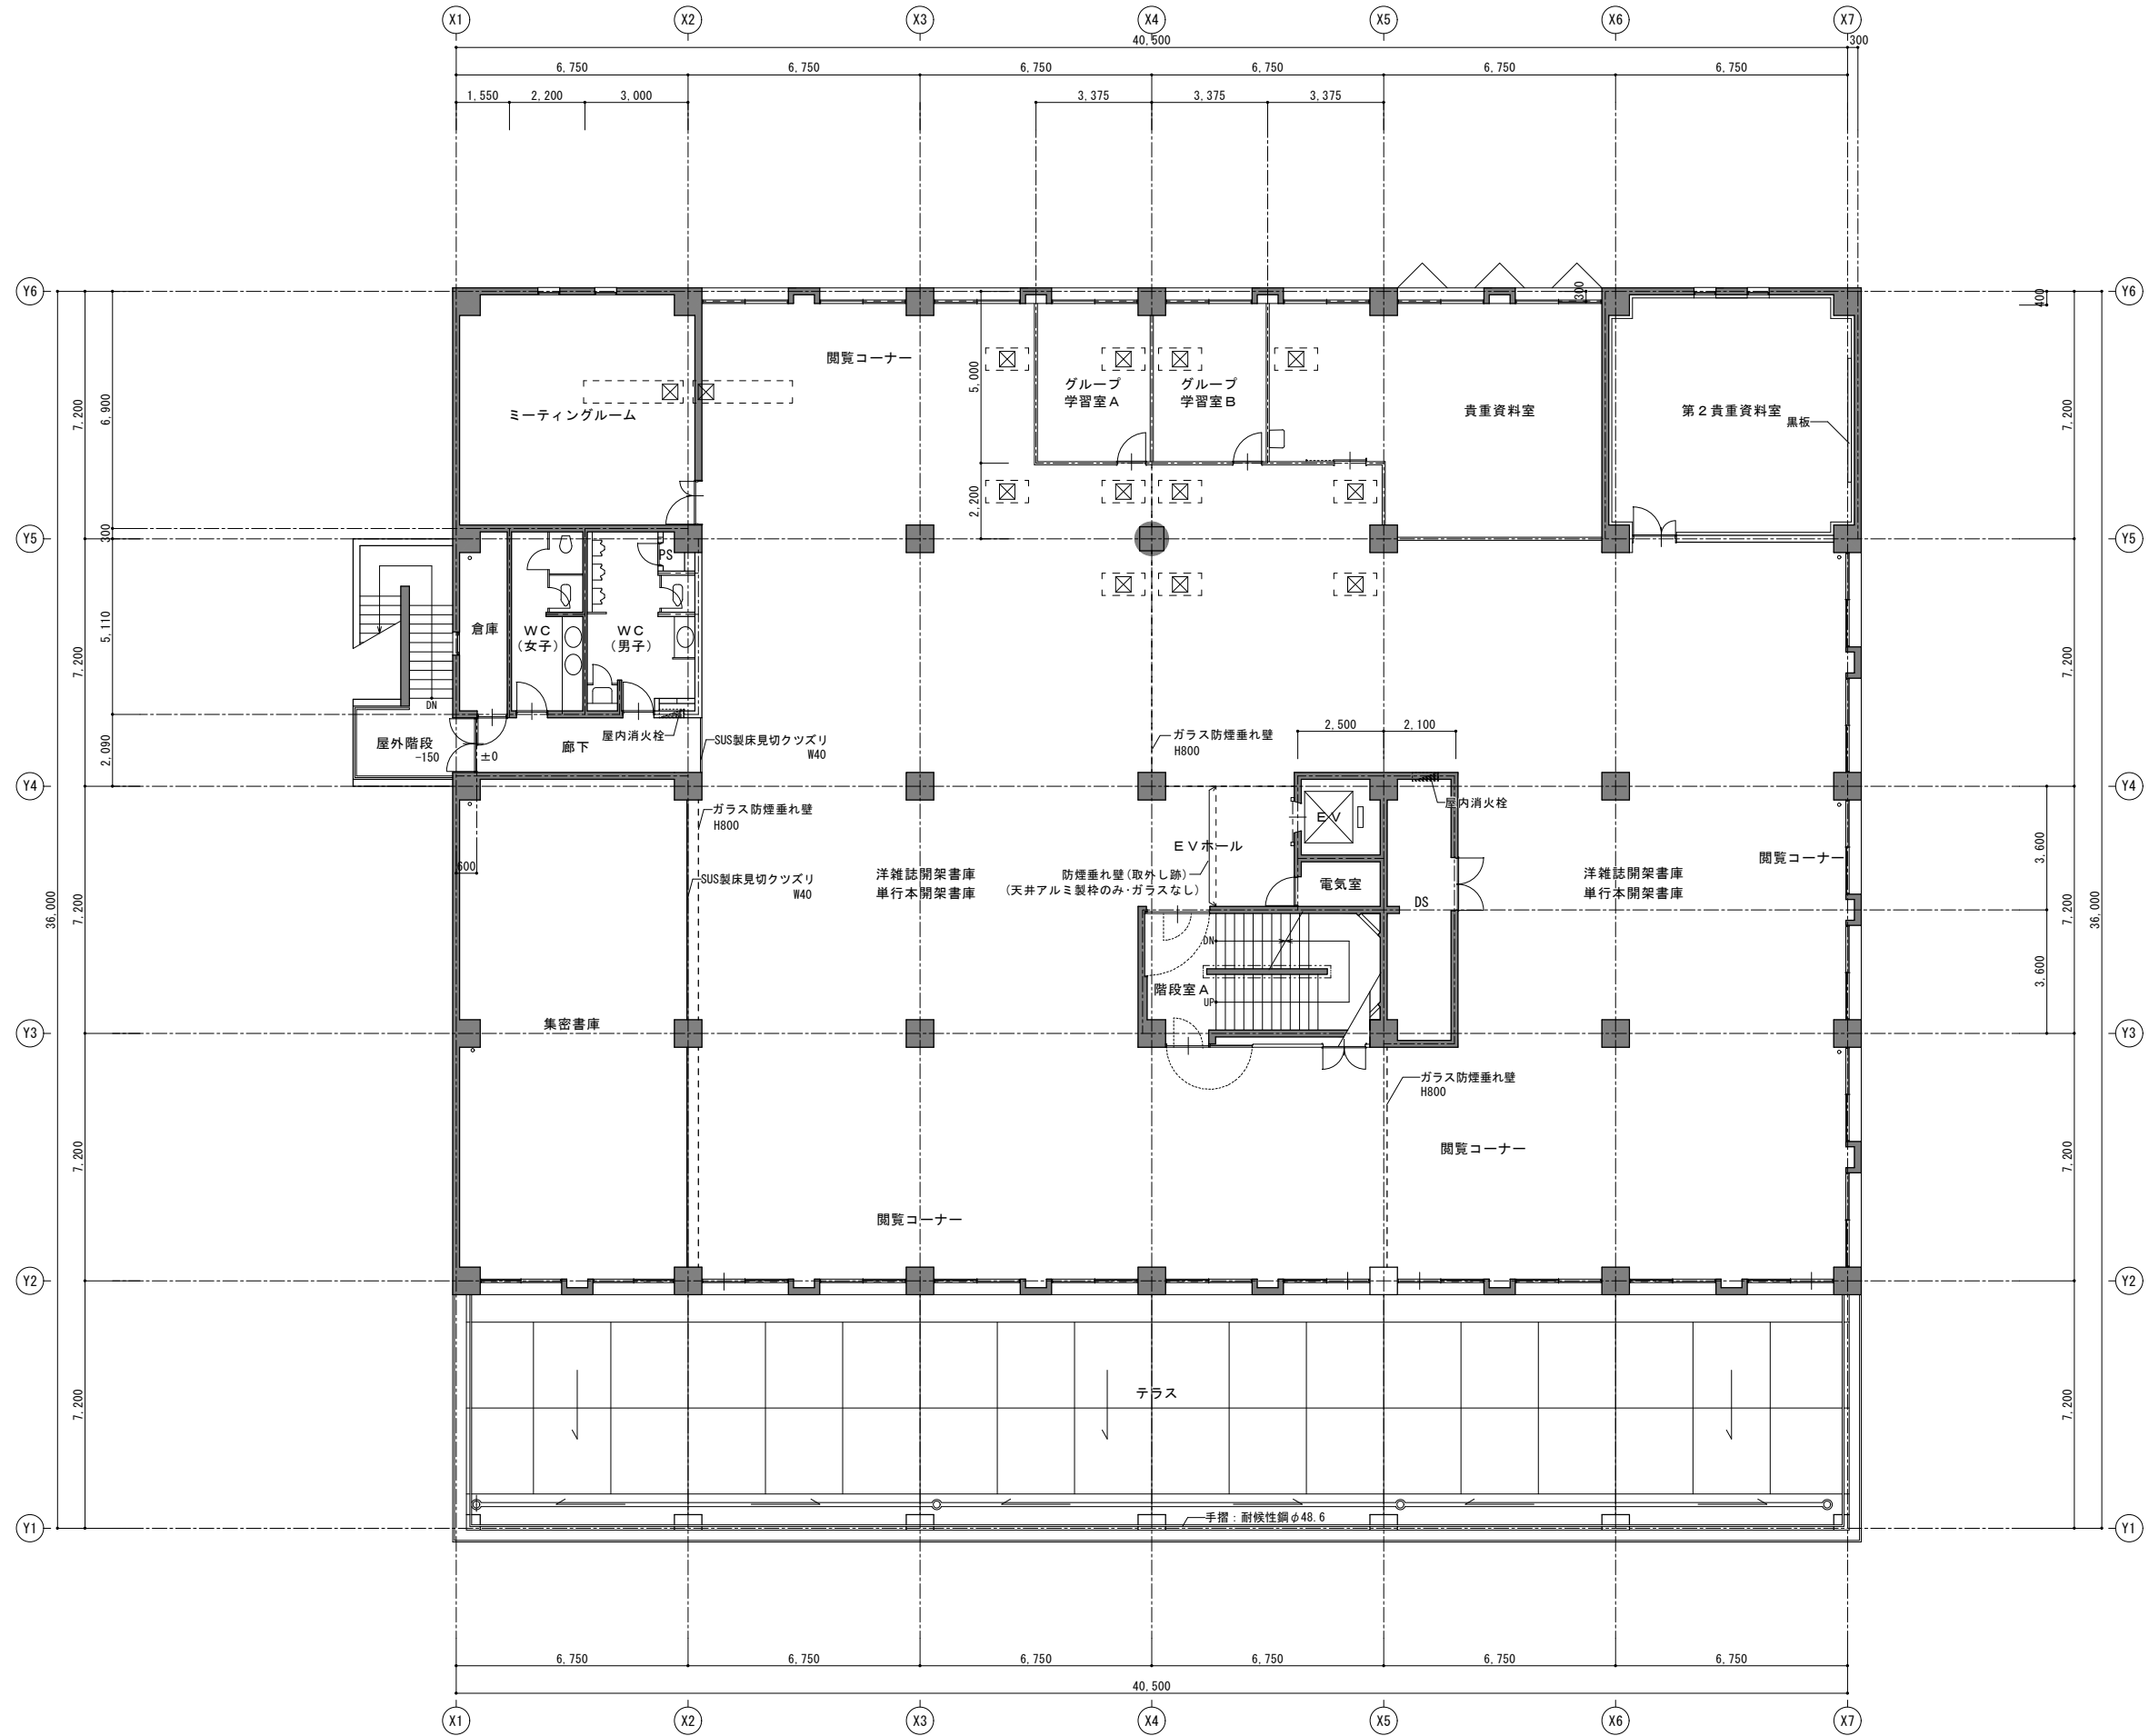 X1 X2 X3 X4 X5 X6 X7
40,500 300
6,750 6,750 6,750 6,750 6,750 6,750
1,550 2,200 3,000 3,375 3,375 3,375
Y6 Y6
300 400
閲覧コーナー
グループ
学習室A
グループ
学習室B
ミーティングルーム
貴重資料室
第2貴重資料室
黒板
7,200 6,900 5,000 7,200
2,200
300
Y5 Y5
PS
倉庫
WC
(女子)
WC
(男子)
5,110
7,200 7,200
DN
屋外階段
-150
±0
廊下
屋内消火栓
SUS製床見切クツズリ
W40
ガラス防煙垂れ壁
H800
2,500 2,100
2,090
Y4 Y4
ガラス防煙垂れ壁
H800
EV
屋内消火栓
600
EVホール
閲覧コーナー
SUS製床見切クツズリ
W40
洋雑誌開架書庫
単行本開架書庫
防煙垂れ壁(取外し跡)
(天井アルミ製枠のみ・ガラスなし)
電気室
DS
洋雑誌開架書庫
単行本開架書庫
36,000 7,200 3,600 7,200 36,000
3,600
DN
階段室A
UP
集密書庫
Y3 Y3
ガラス防煙垂れ壁
H800
閲覧コーナー
7,200 7,200
閲覧コーナー
Y2 Y2
テラス
7,200 7,200
手摺:耐候性鋼φ48.6
Y1 Y1
6,750 6,750 6,750 6,750 6,750 6,750
40,500
X1 X2 X3 X4 X5 X6 X7